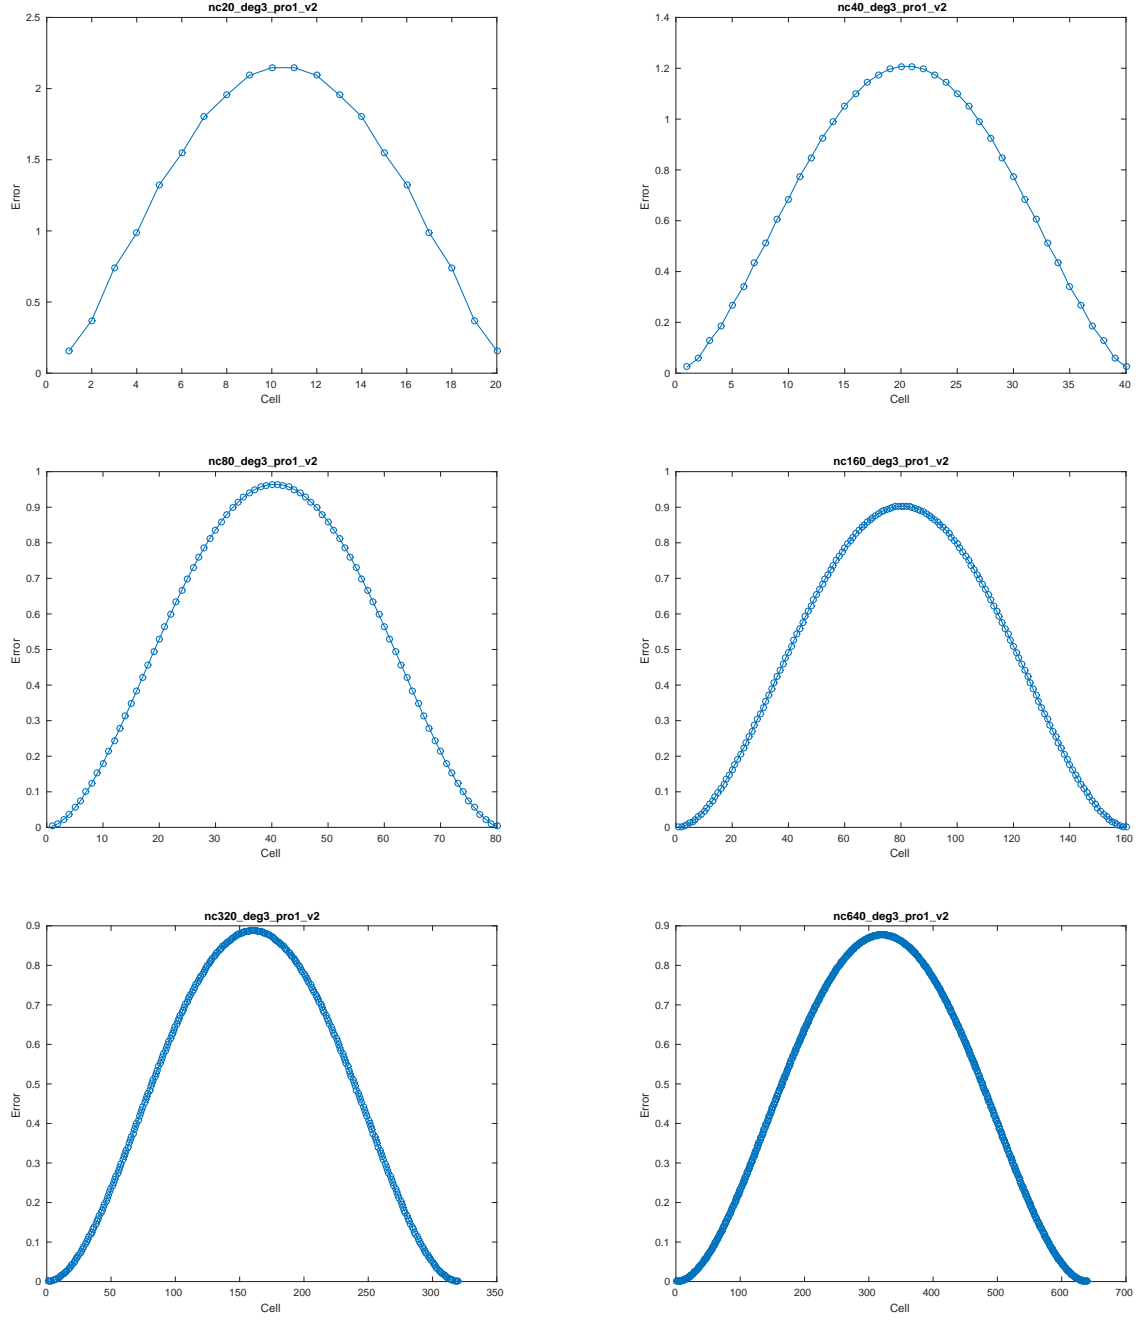 nc20_deg3_pro1_v2
2.5
2
1.5
1
0.5
0
Error
2 4 6 8 10 12 14 16 18 20
Cell
nc40_deg3_pro1_v2
1.4
1.2
1
0.8
0.6
0.4
0.2
0
Error
0 5 10 15 20 25 30 35 40
Cell
nc80_deg3_pro1_v2
1
0.9
0.8
0.7
0.6
0.5
0.4
0.3
0.2
0.1
0
Error
10 20 30 40 50 60 70 80
Cell
nc160_deg3_pro1_v2
1
0.9
0.8
0.7
0.6
0.5
0.4
0.3
0.2
0.1
0
Error
0 20 40 60 80 100 120 140 160
Cell
nc320_deg3_pro1_v2
0.9
0.8
0.7
0.6
0.5
0.4
0.3
0.2
0.1
0
Error
0 50 100 150 200 250 300 350
Cell
nc640_deg3_pro1_v2
0.9
0.8
0.7
0.6
0.5
0.4
0.3
0.2
0.1
0
Error
0 100 200 300 400 500 600 700
Cell